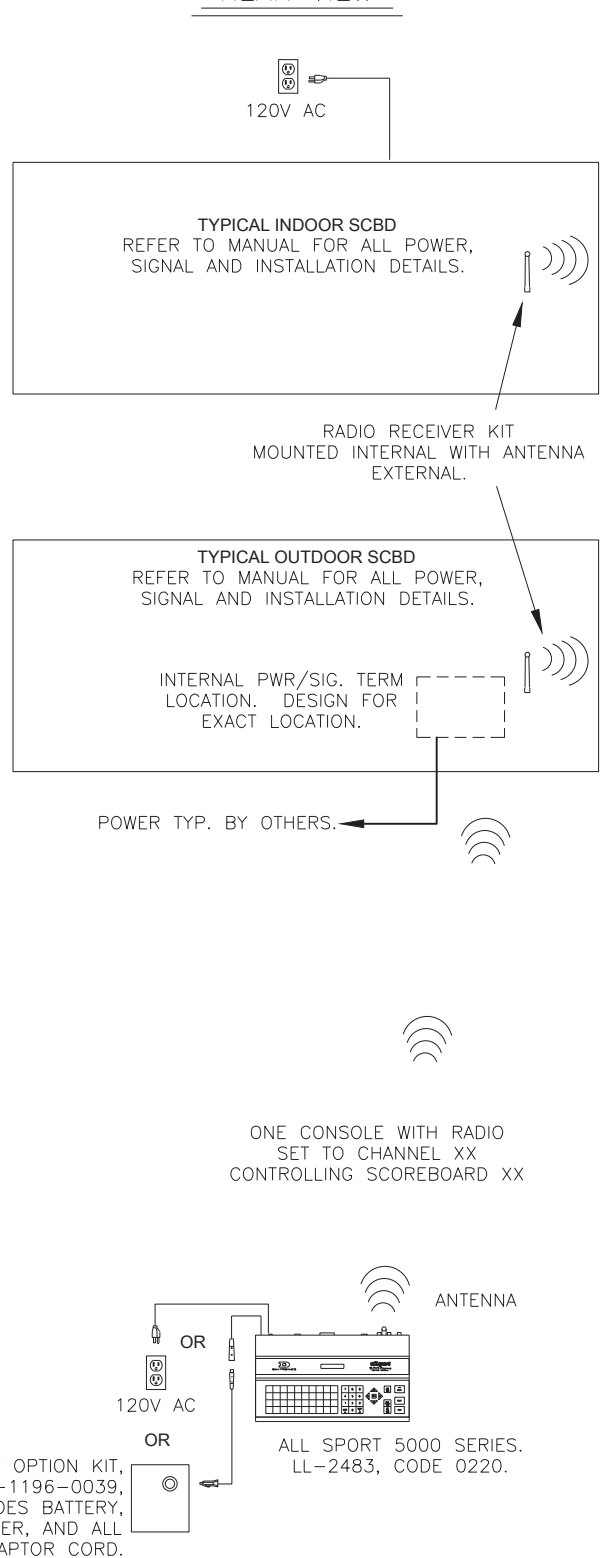 120V AC
TYPICAL INDOOR SCBD
REFER TO MANUAL FOR ALL POWER,
SIGNAL AND INSTALLATION DETAILS.
RADIO RECEIVER KIT
MOUNTED INTERNAL WITH ANTENNA
EXTERNAL.
TYPICAL OUTDOOR SCBD
REFER TO MANUAL FOR ALL POWER,
SIGNAL AND INSTALLATION DETAILS.
INTERNAL PWR/SIG. TERM
LOCATION. DESIGN FOR
EXACT LOCATION.
POWER TYP. BY OTHERS.
ONE CONSOLE WITH RADIO
SET TO CHANNEL XX
CONTROLLING SCOREBOARD XX
ANTENNA
OR
120V AC
OR
ALL SPORT 5000 SERIES.
LL-2483, CODE 0220.
OPTION KIT,
-1196-0039,
BATTERY,
AND ALL
CORD.